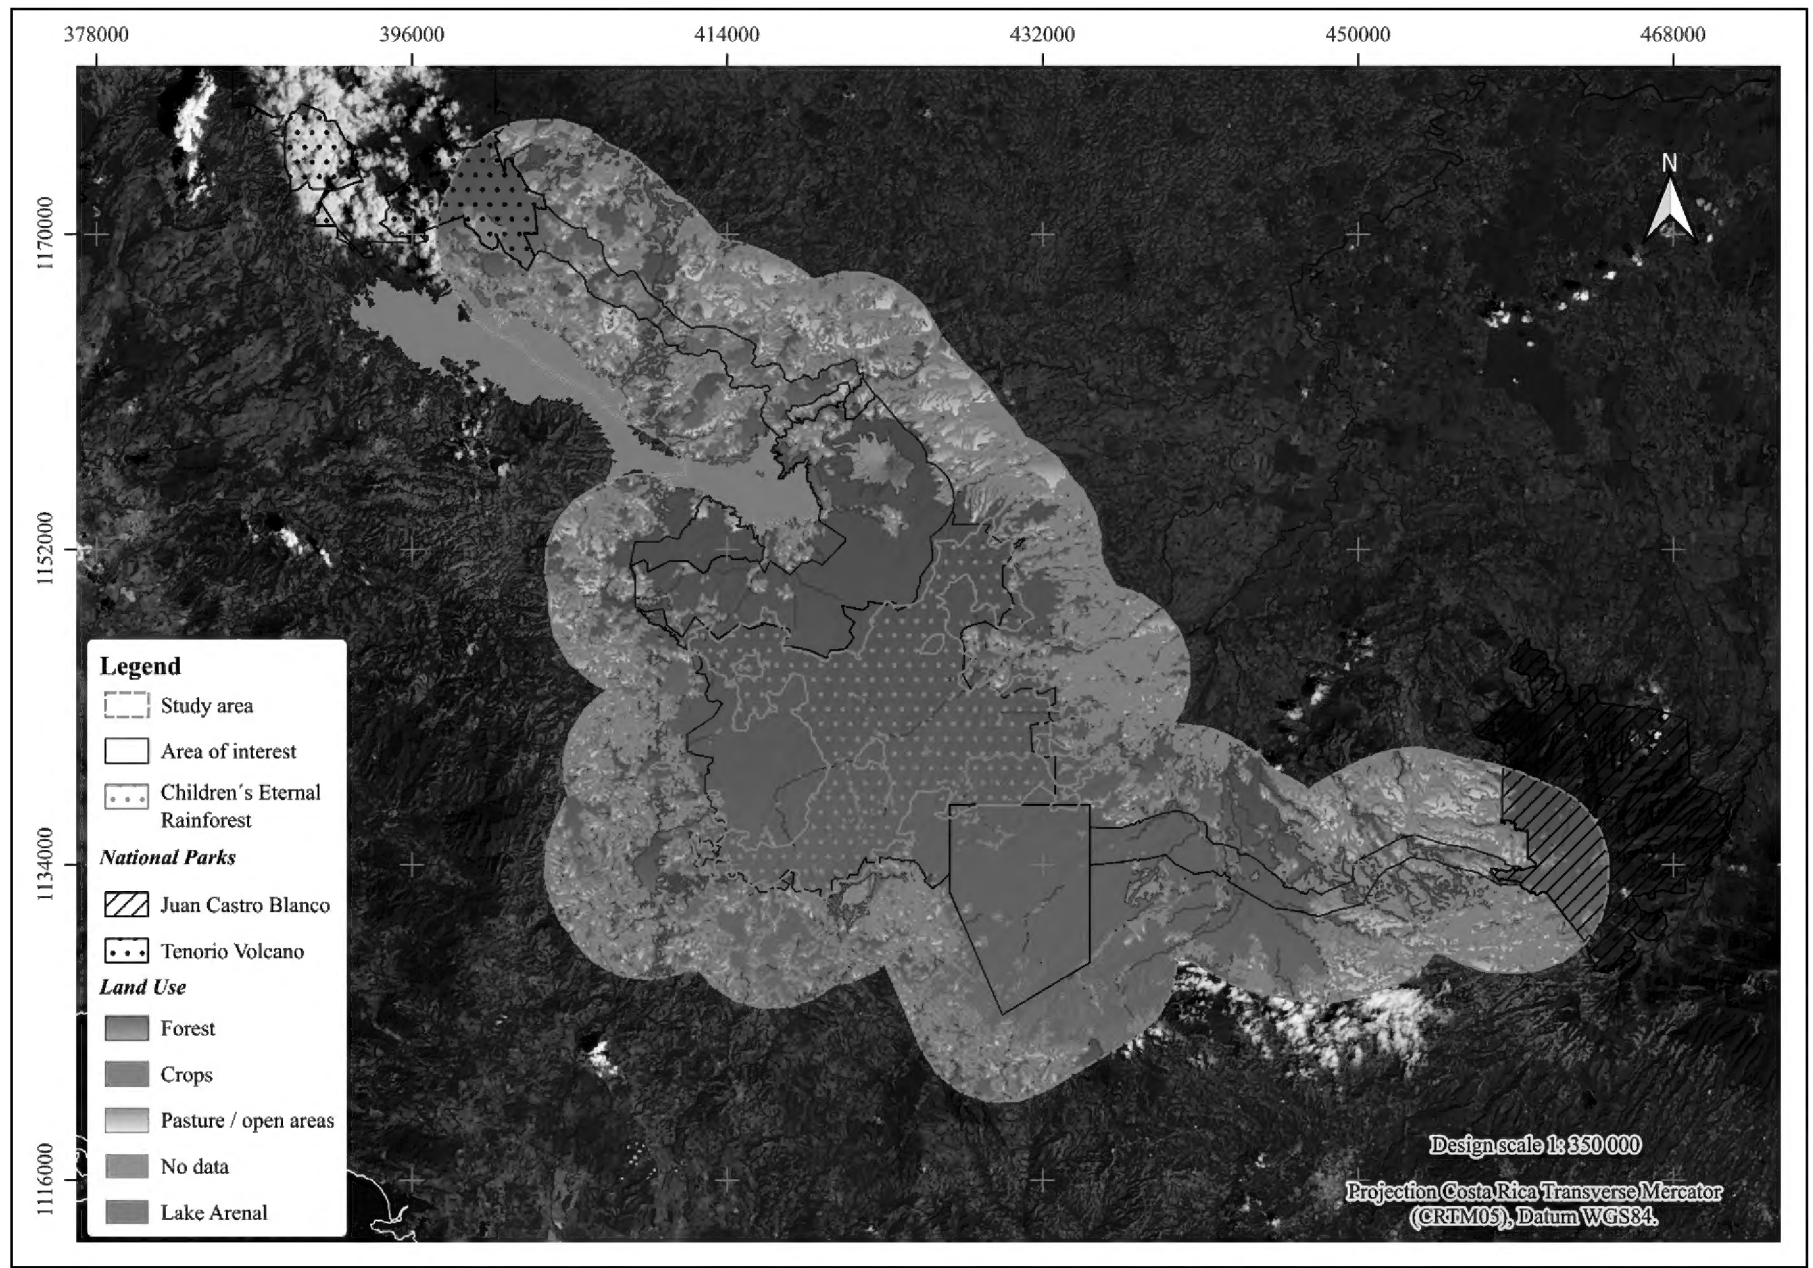 378000 396000 414000 432000 450000 468000
1170000
1152000
1134000
1116000
N
Legend
Study area
Area of interest
Children´s Eternal
Rainforest
National Parks
Juan Castro Blanco
Tenorio Volcano
Land Use
Forest
Crops
Pasture / open areas
No data
Lake Arenal
Design scale 1: 350 000
Projection Costa Rica Transverse Mercator
(CRTM05), Datum WGS84.